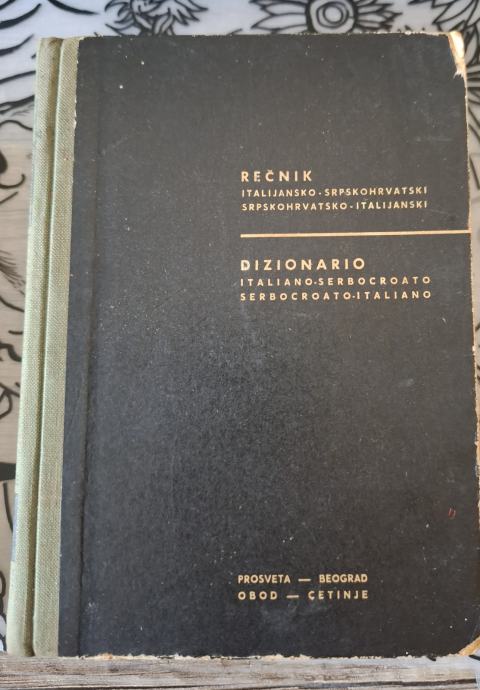 REČNIK
ITALIJANSKO-SRPSKOHRVATSKI
SRPSKOHRVATSKO-ITALIJANSKI
DIZIONARIO
ITALIANO-SERBOCROATO
SERBOCROATO-ITALIANO
PROSVETA — BEOGRAD
OBOD — CETINJE